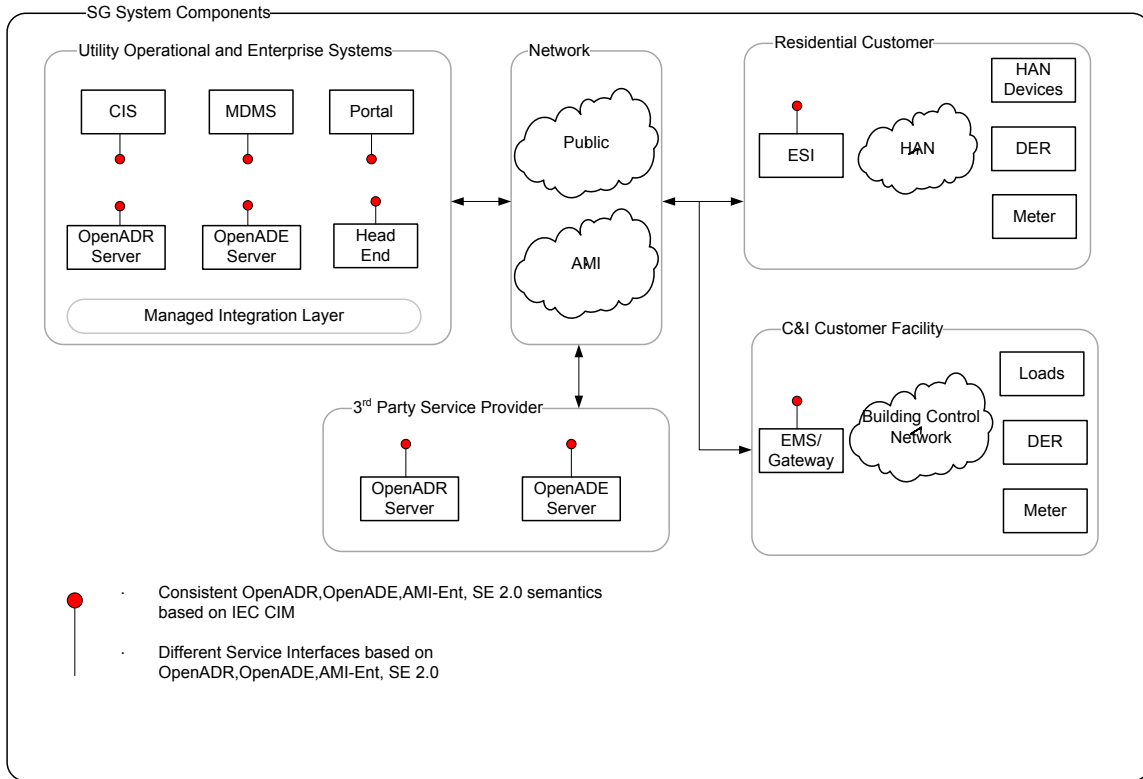 SG System Components
Utility Operational and Enterprise Systems
CIS
MDMS
Portal
OpenADR
Server
OpenADE
Server
Head
End
Managed Integration Layer
Network
Public
AMI
Residential Customer
ESI
HAN
HAN
Devices
DER
Meter
3rd Party Service Provider
OpenADR
Server
OpenADE
Server
C&I Customer Facility
EMS/
Gateway
Building Control
Network
Loads
DER
Meter
· Consistent OpenADR,OpenADE,AMI-Ent, SE 2.0 semantics
based on IEC CIM
· Different Service Interfaces based on
OpenADR,OpenADE,AMI-Ent, SE 2.0